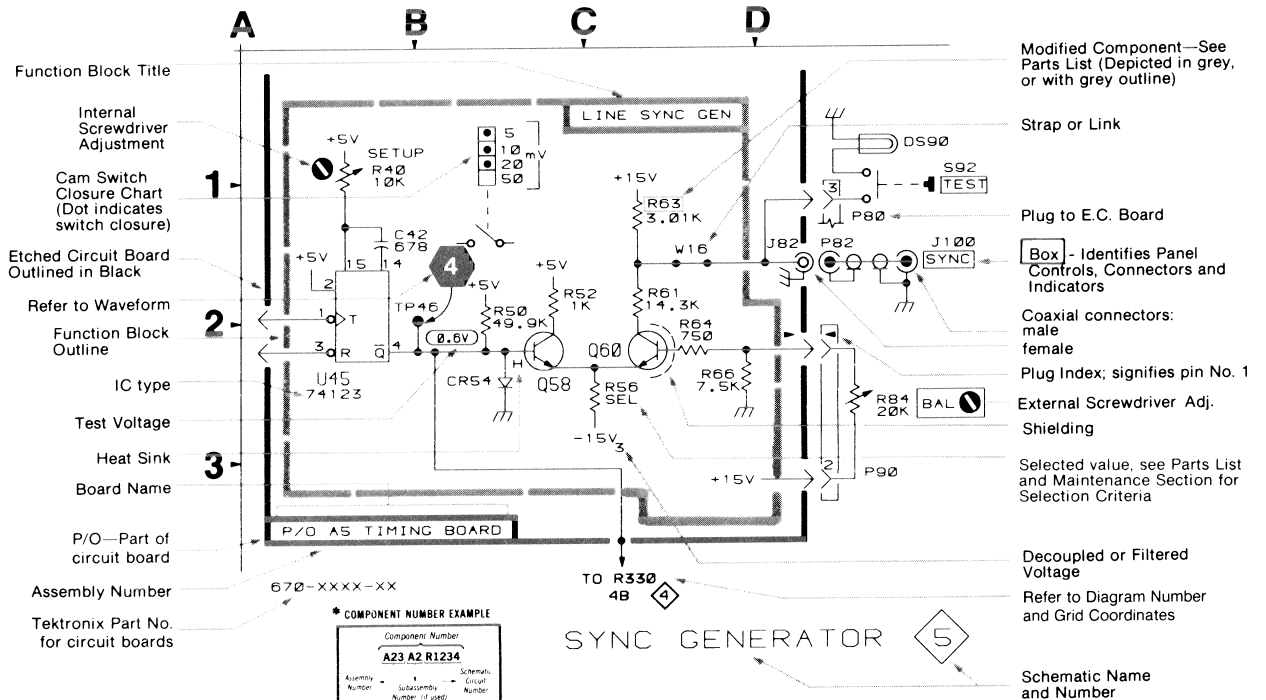 A B C D
1
2
3
Function Block Title
Internal
Screwdriver
Adjustment
Cam Switch
Closure Chart
(Dot indicates
switch closure)
Etched Circuit Board
Outlined in Black
Refer to Waveform
Function Block
Outline
IC type
Test Voltage
Heat Sink
Board Name
P/O—Part of
circuit board
Assembly Number
Tektronix Part No.
for circuit boards
LINE SYNC GEN
+5V
SETUP
R40
10K
5
10
20
50
mV
C42
678
+5V
15
14
2
1
T
3
R
Q̅
4
U45
74123
4
TP46
0.6V
+5V
R50
49.9K
CR54
H
+5V
R52
1K
Q58
+15V
R63
3.01K
W16
R61
14.3K
Q60
R64
750
R56
SEL
-15V3
R66
7.5K
+15V
P/O A5 TIMING BOARD
670-XXXX-XX
TO R330
4B
4
DS90
S92
TEST
3
P80
J82
P82
J100
SYNC
1
R84
20K
BAL
2
P90
Modified Component—See
Parts List (Depicted in grey,
or with grey outline)
Strap or Link
Plug to E.C. Board
Box - Identifies Panel
Controls, Connectors and
Indicators
Coaxial connectors:
male
female
Plug Index; signifies pin No. 1
External Screwdriver Adj.
Shielding
Selected value, see Parts List
and Maintenance Section for
Selection Criteria
Decoupled or Filtered
Voltage
Refer to Diagram Number
and Grid Coordinates
Schematic Name
and Number
SYNC GENERATOR
5
* COMPONENT NUMBER EXAMPLE
Component Number
A23 A2 R1234
Assembly
Number
Subassembly
Number (if used)
Schematic
Circuit
Number